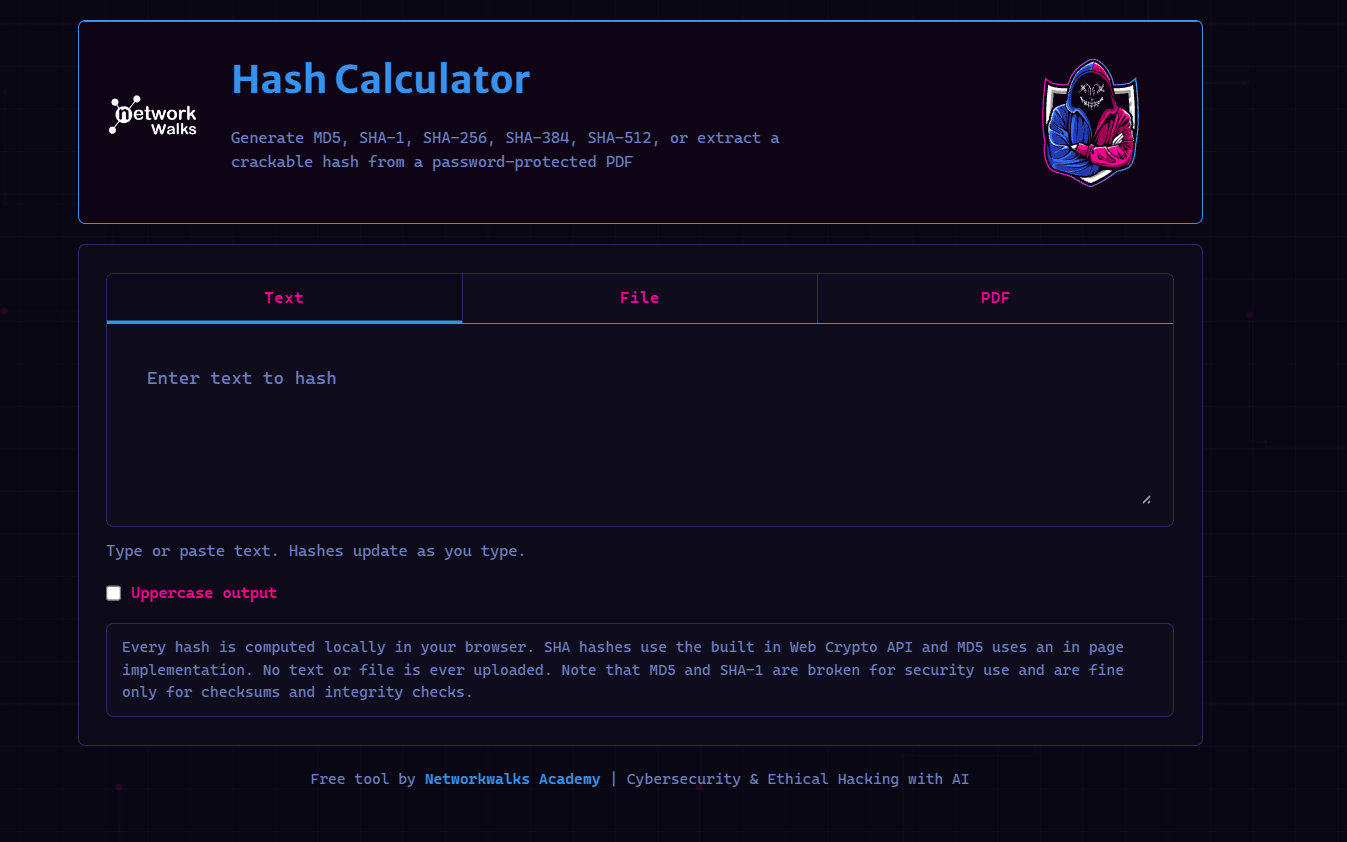 network
Walks
Hash Calculator
Generate MD5, SHA-1, SHA-256, SHA-384, SHA-512, or extract a
crackable hash from a password-protected PDF
Text
File
PDF
Enter text to hash
Type or paste text. Hashes update as you type.
Uppercase output
Every hash is computed locally in your browser. SHA hashes use the built in Web Crypto API and MD5 uses an in page
implementation. No text or file is ever uploaded. Note that MD5 and SHA-1 are broken for security use and are fine
only for checksums and integrity checks.
Free tool by Networkwalks Academy | Cybersecurity & Ethical Hacking with AI